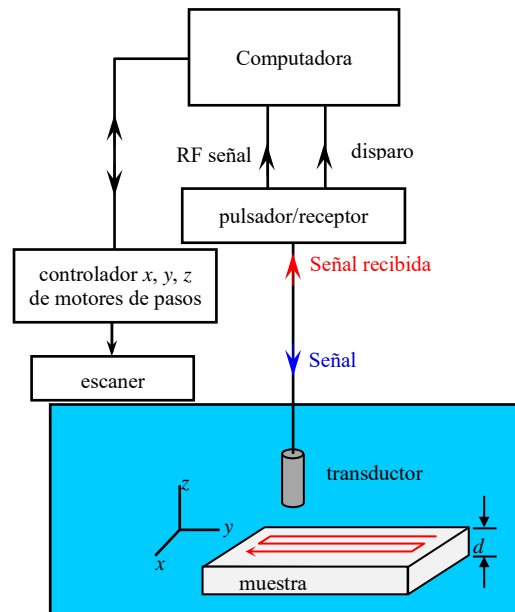 Computadora
RF señal
disparo
pulsador/receptor
Señal recibida
controlador x, y, z
de motores de pasos
Señal
escaner
transductor
z
y
x
d
muestra